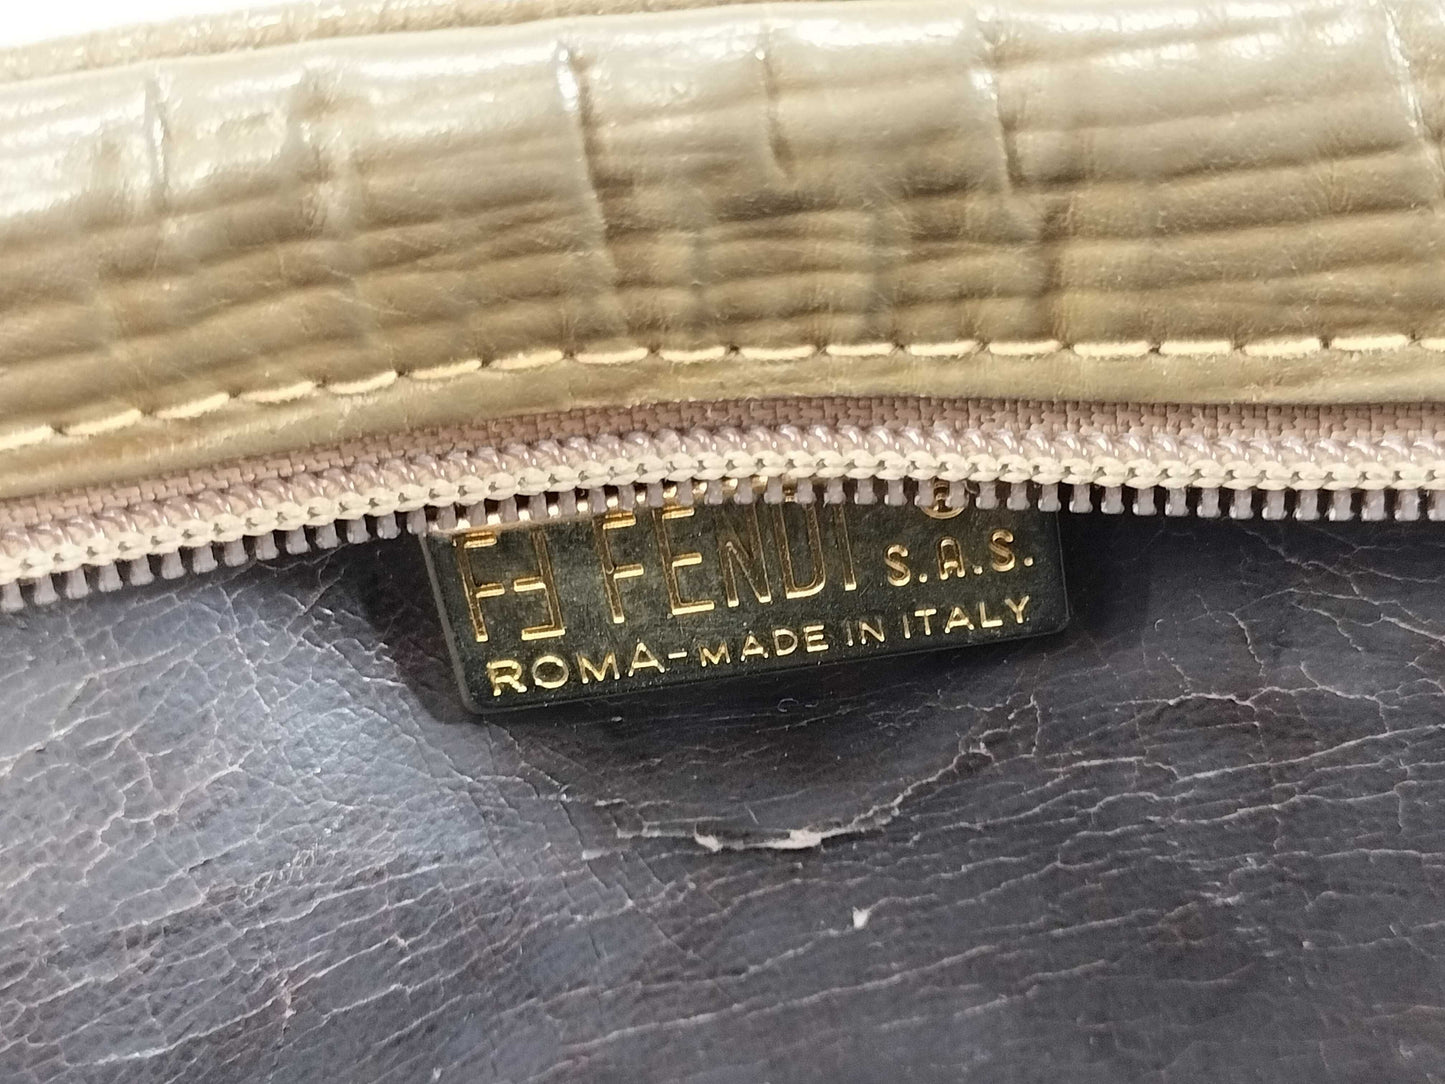 FF FENDI ® S.A.S.
ROMA-MADE IN ITALY